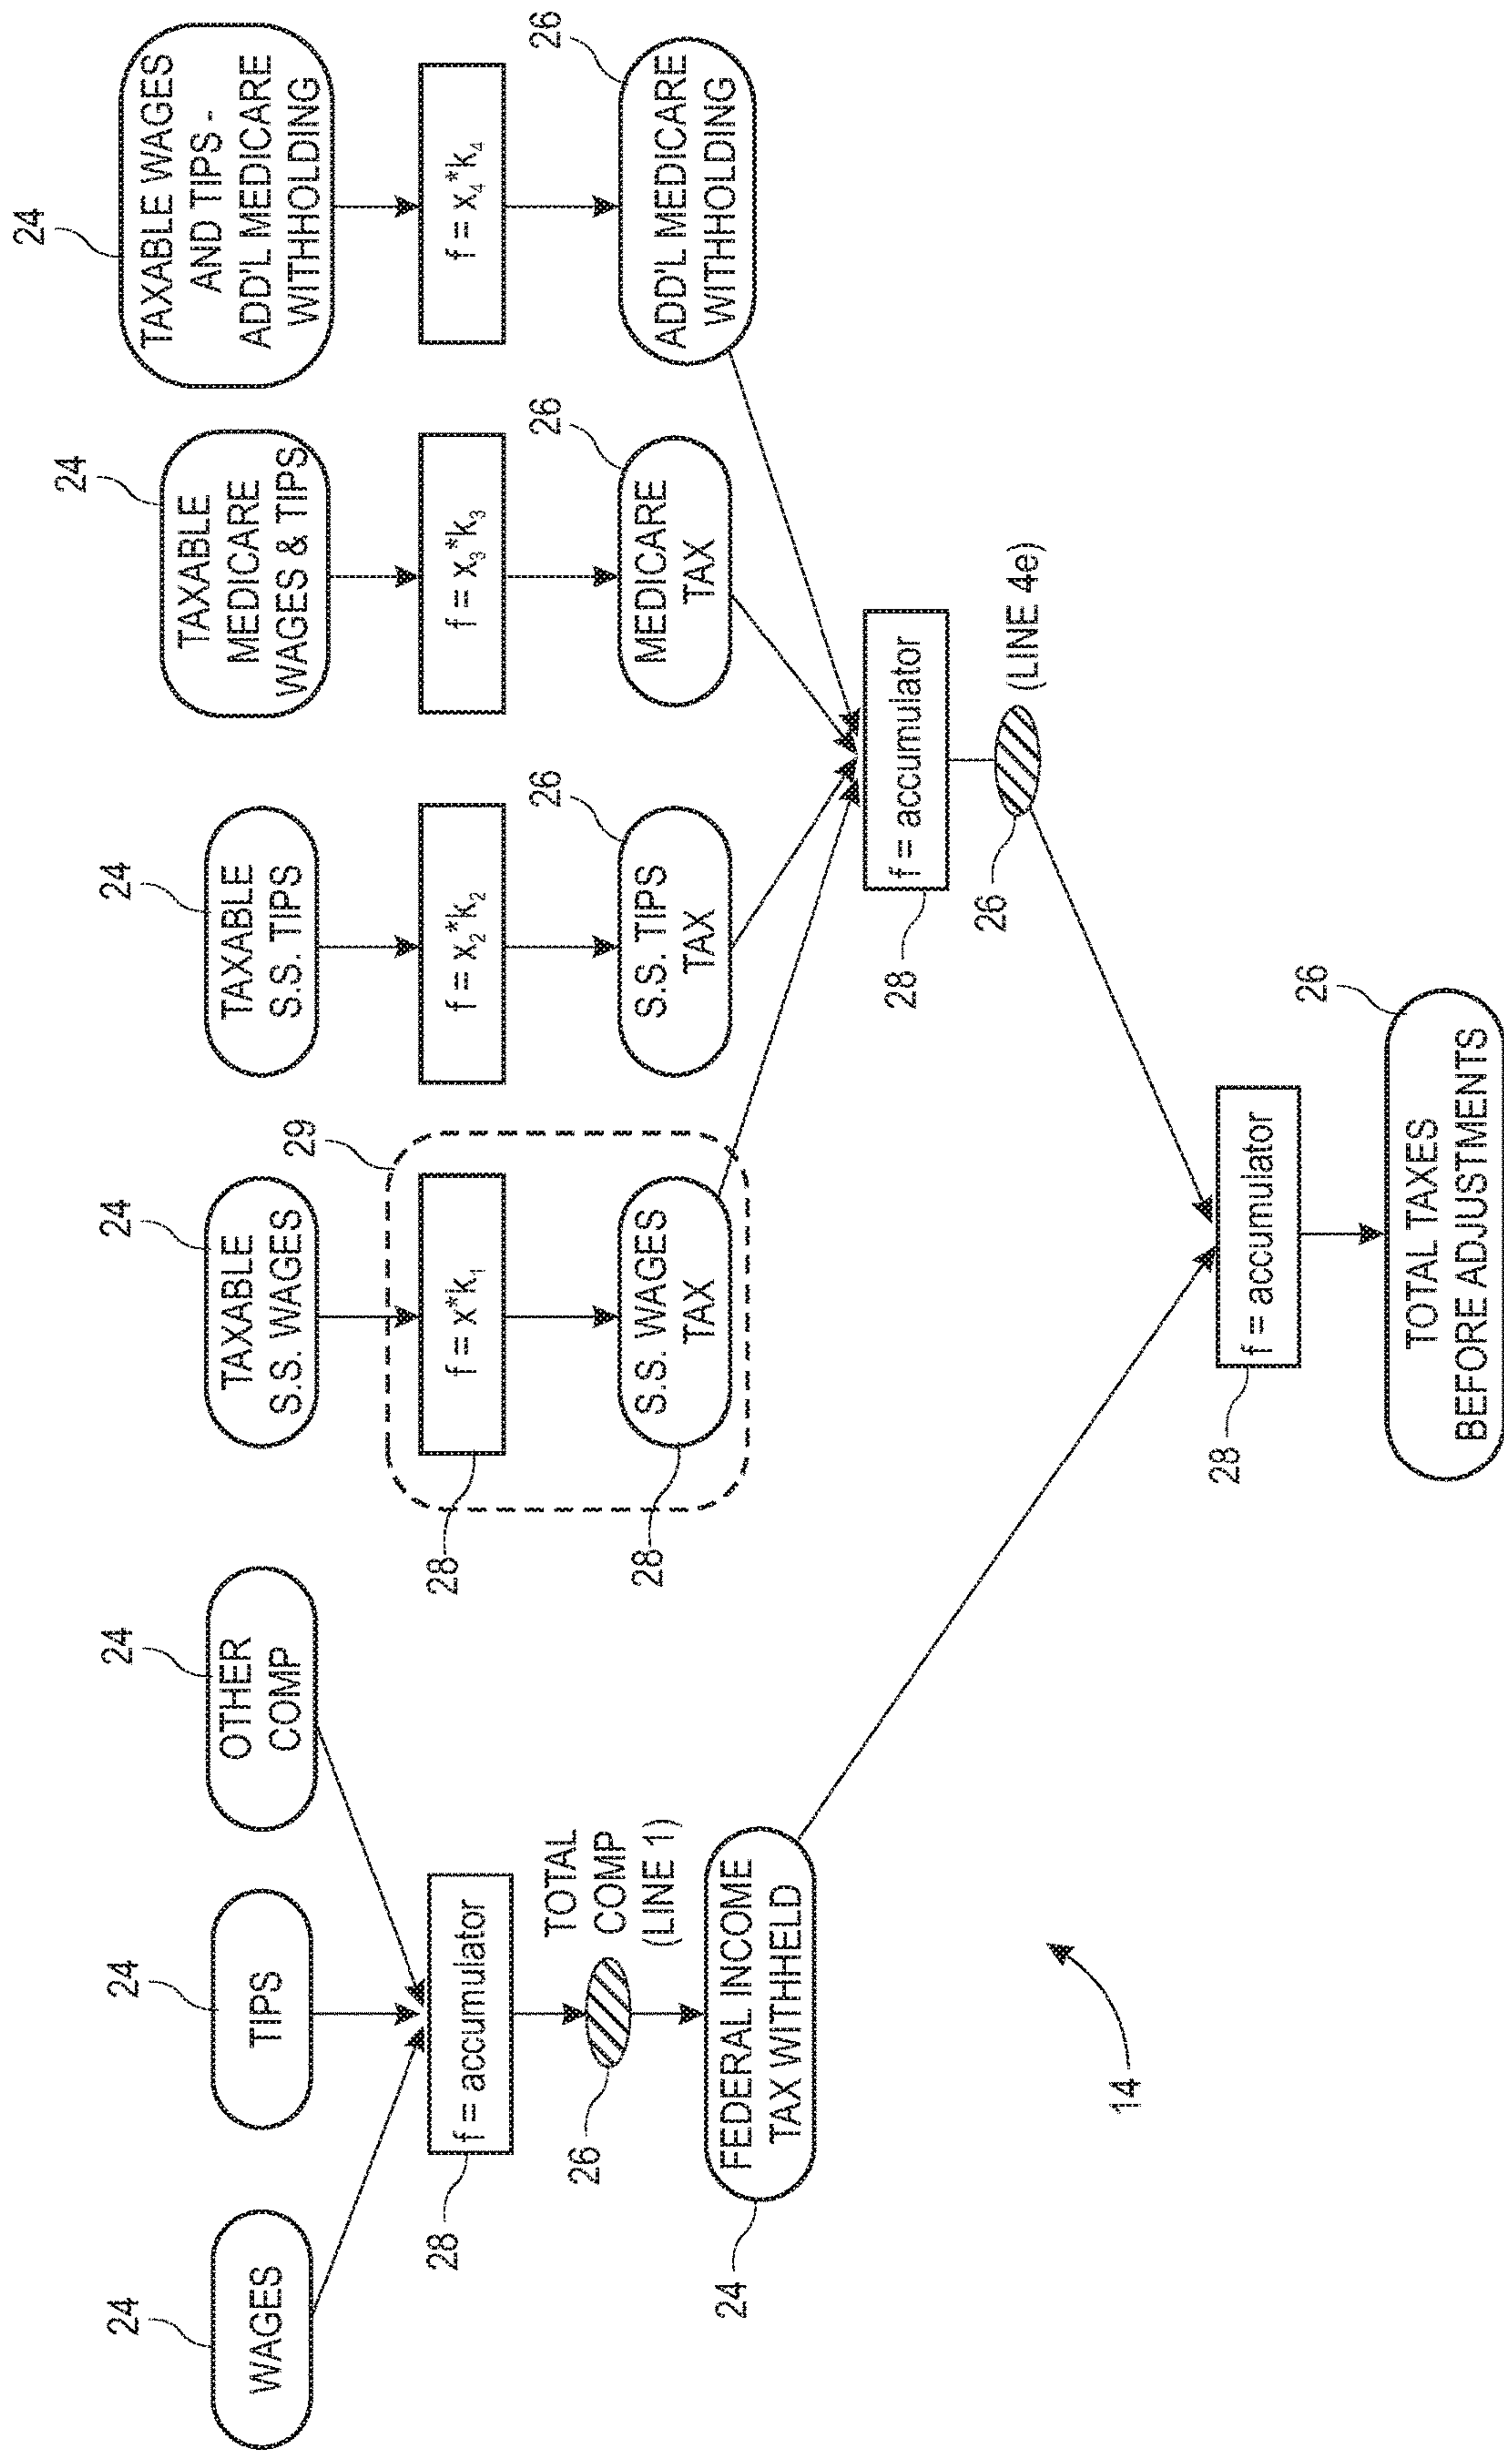 24
WAGES
24
TIPS
24
OTHER
COMP
24
TAXABLE
S.S. WAGES
24
TAXABLE
S.S. TIPS
24
TAXABLE
MEDICARE
WAGES & TIPS
24
TAXABLE WAGES
AND TIPS -
ADD'L MEDICARE
WITHHOLDING
28
f = accumulator
29
28
f = x*k₁
f = x₂*k₂
f = x₃*k₃
f = x₄*k₄
26
TOTAL
COMP
(LINE 1)
28
S.S. WAGES
TAX
26
S.S. TIPS
TAX
26
MEDICARE
TAX
26
ADD'L MEDICARE
WITHHOLDING
24
FEDERAL INCOME
TAX WITHHELD
28
f = accumulator
26
(LINE 4e)
14
28
f = accumulator
26
TOTAL TAXES
BEFORE ADJUSTMENTS